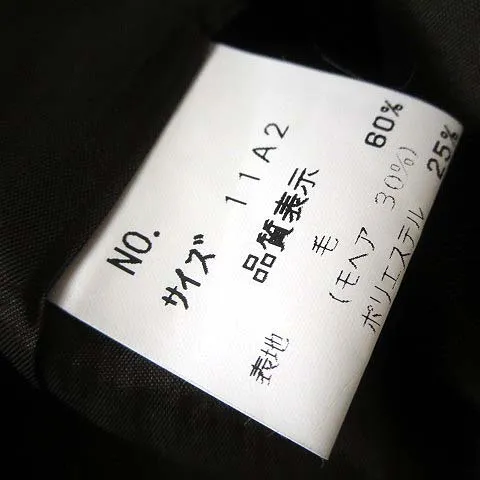 NO.
サイズ 11A2
品質表示
表地 毛 60%
(モヘア 30%)
ポリエステル 25%